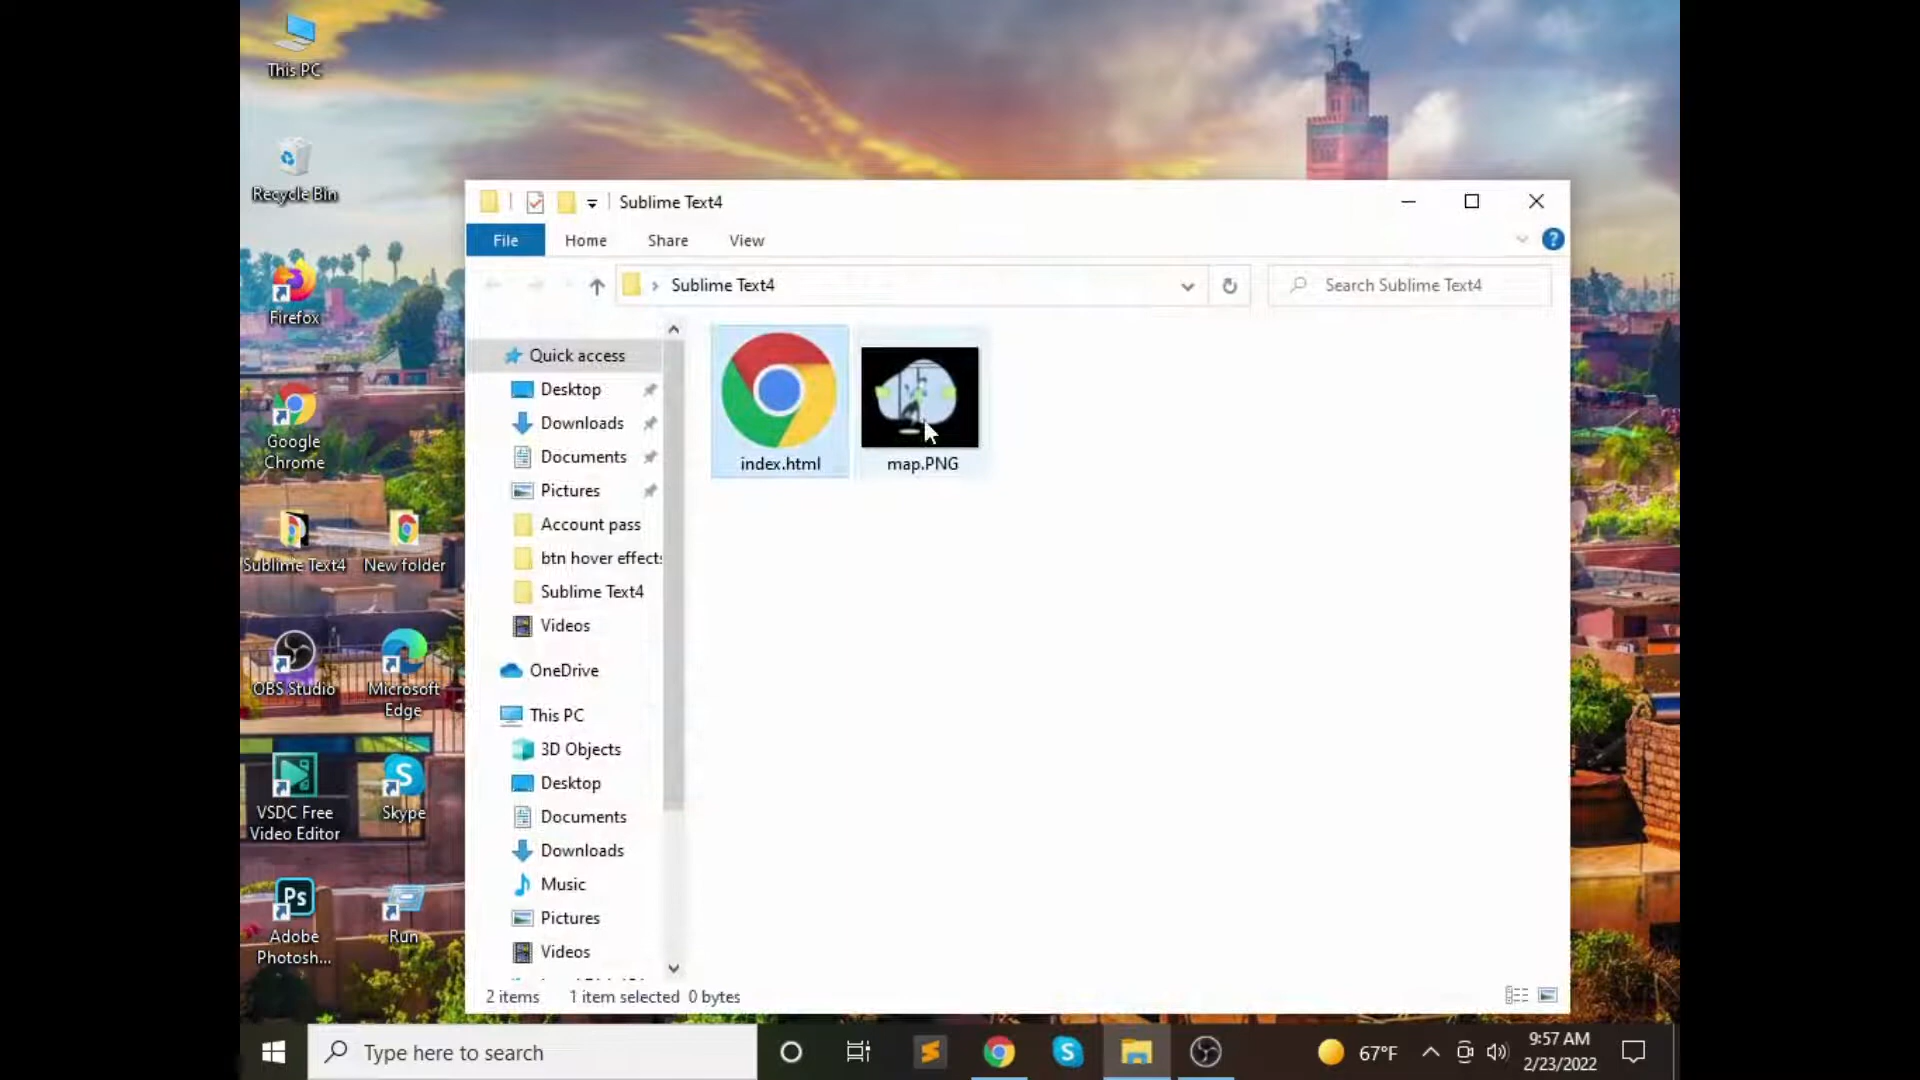 This PC
Recycle Bin
Firefox
Google
Chrome
Sublime Text4
New folder
OBS Studio
Microsoft
Edge
VSDC Free
Video Editor
Skype
Adobe
Photosh...
Run
Sublime Text4
File
Home
Share
View
Sublime Text4
Search Sublime Text4
Quick access
Desktop
Downloads
Documents
Pictures
Account pass
btn hover effects
Sublime Text4
Videos
OneDrive
This PC
3D Objects
Desktop
Documents
Downloads
Music
Pictures
Videos
index.html
map.PNG
2 items
1 item selected 0 bytes
Type here to search
67°F
9:57 AM
2/23/2022